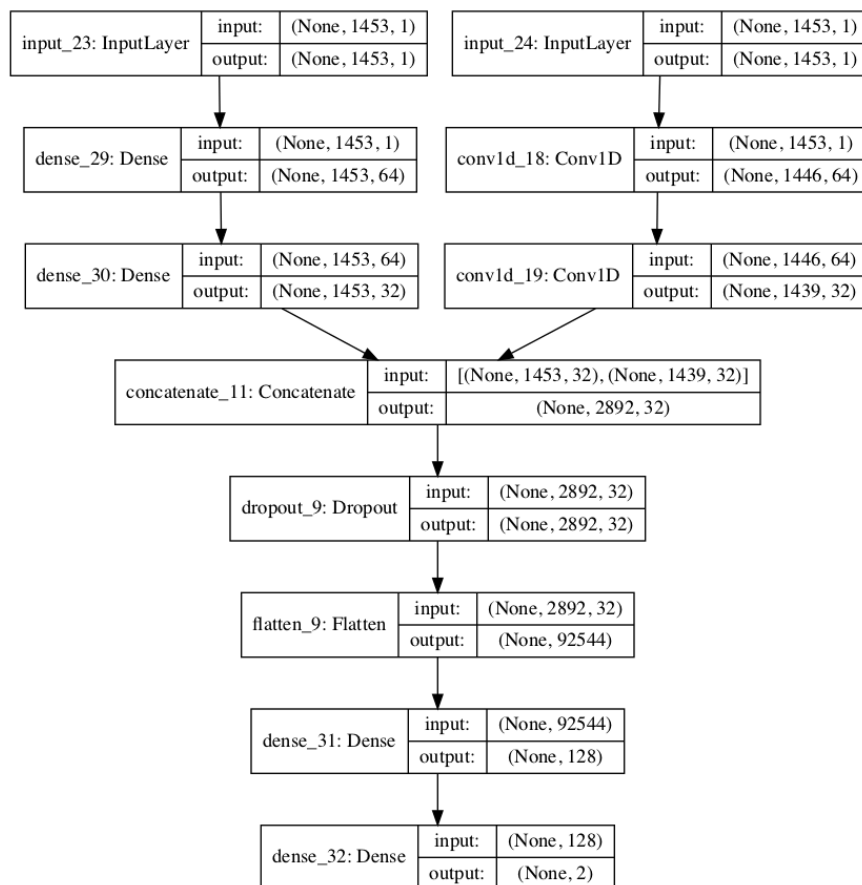 input_23: InputLayer
input: (None, 1453, 1)
output: (None, 1453, 1)
input_24: InputLayer
input: (None, 1453, 1)
output: (None, 1453, 1)
dense_29: Dense
input: (None, 1453, 1)
output: (None, 1453, 64)
conv1d_18: Conv1D
input: (None, 1453, 1)
output: (None, 1446, 64)
dense_30: Dense
input: (None, 1453, 64)
output: (None, 1453, 32)
conv1d_19: Conv1D
input: (None, 1446, 64)
output: (None, 1439, 32)
concatenate_11: Concatenate
input: [(None, 1453, 32), (None, 1439, 32)]
output: (None, 2892, 32)
dropout_9: Dropout
input: (None, 2892, 32)
output: (None, 2892, 32)
flatten_9: Flatten
input: (None, 2892, 32)
output: (None, 92544)
dense_31: Dense
input: (None, 92544)
output: (None, 128)
dense_32: Dense
input: (None, 128)
output: (None, 2)